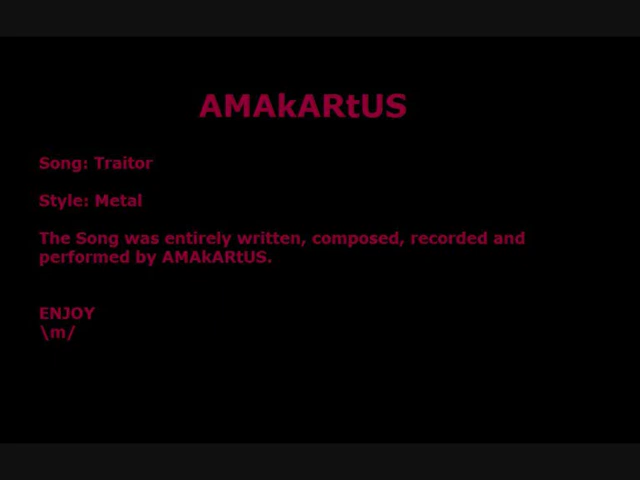 AMAkARtUS
Song: Traitor
Style: Metal
The Song was entirely written, composed, recorded and
performed by AMAkARtUS.
ENJOY
\m/